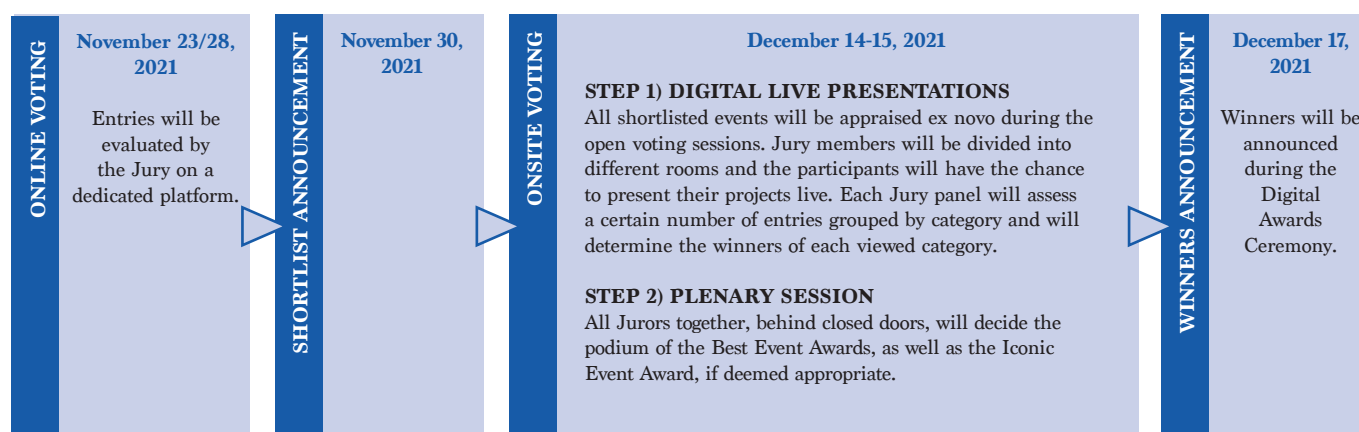 ONLINE VOTING
November 23/28,
2021
Entries will be
evaluated by
the Jury on a
dedicated platform.
SHORTLIST ANNOUNCEMENT
November 30,
2021
ONSITE VOTING
December 14-15, 2021
STEP 1) DIGITAL LIVE PRESENTATIONS
All shortlisted events will be appraised ex novo during the
open voting sessions. Jury members will be divided into
different rooms and the participants will have the chance
to present their projects live. Each Jury panel will assess
a certain number of entries grouped by category and will
determine the winners of each viewed category.
STEP 2) PLENARY SESSION
All Jurors together, behind closed doors, will decide the
podium of the Best Event Awards, as well as the Iconic
Event Award, if deemed appropriate.
WINNERS ANNOUNCEMENT
December 17,
2021
Winners will be
announced
during the
Digital
Awards
Ceremony.